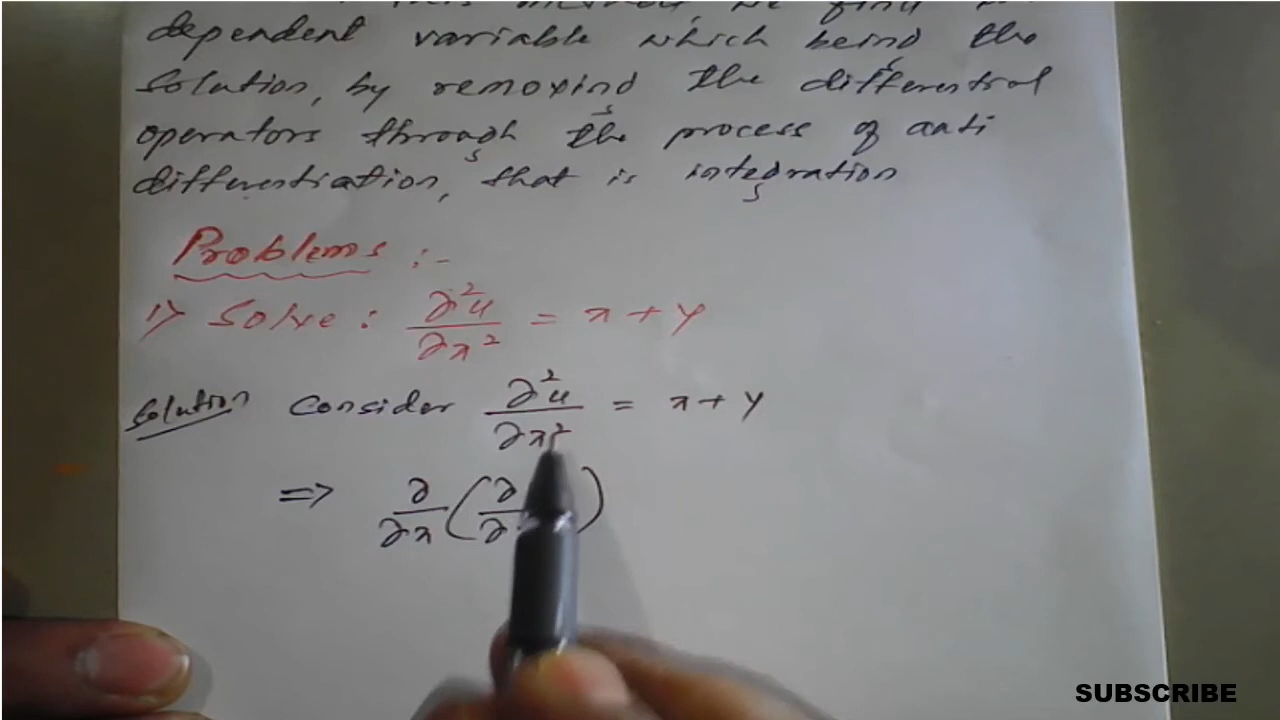 dependent variable which being the
solution, by removing the differential
operators through the process of anti
differentiation, that is integration
Problems :-
1) Solve : ∂²u/∂x² = x + y
Solution Consider ∂²u/∂x² = x + y
=> ∂/∂x (∂/∂ )
SUBSCRIBE